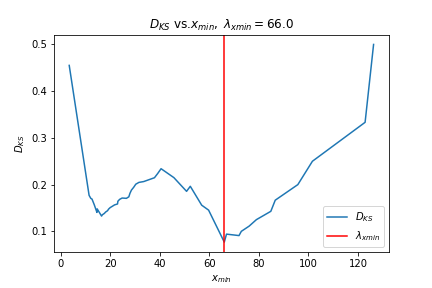 D_KS vs.x_min, λ_xmin = 66.0
0.5
0.4
0.3
0.2
0.1
D_KS
0 20 40 60 80 100 120
x_min
D_KS
λ_xmin